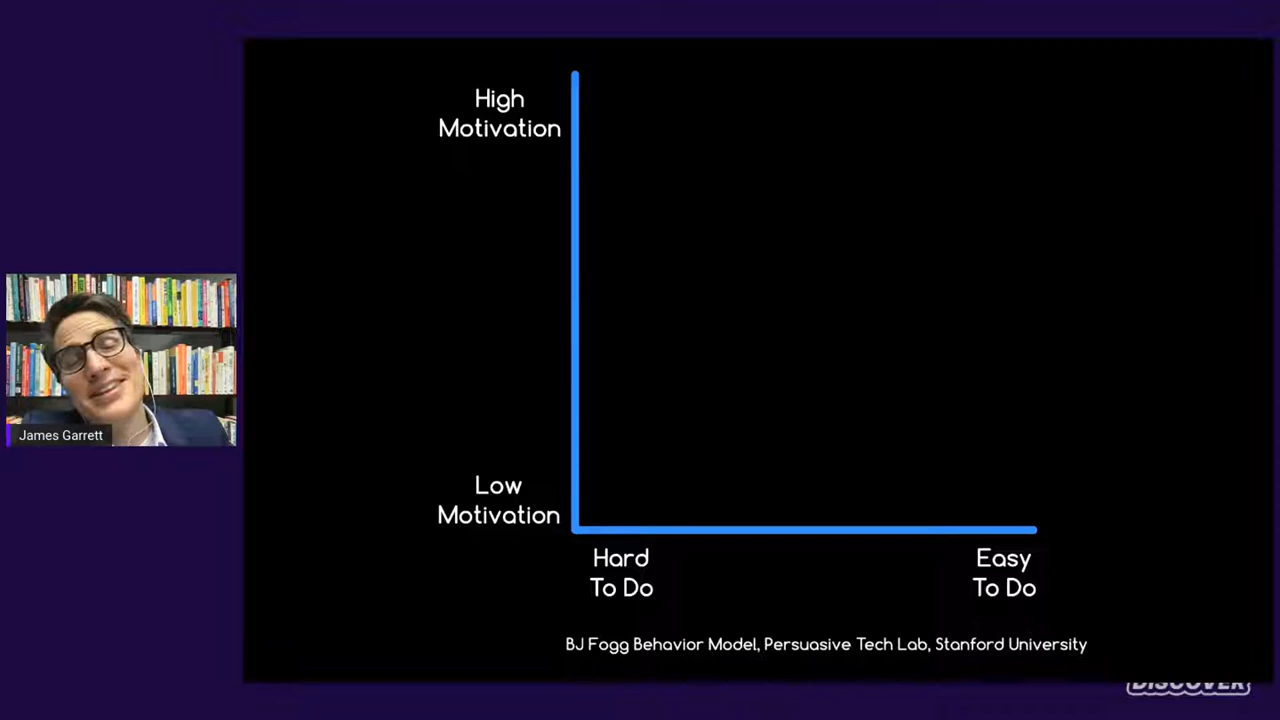 High
Motivation
Low
Motivation
Hard
To Do
Easy
To Do
BJ Fogg Behavior Model, Persuasive Tech Lab, Stanford University
James Garrett
DISCOVER